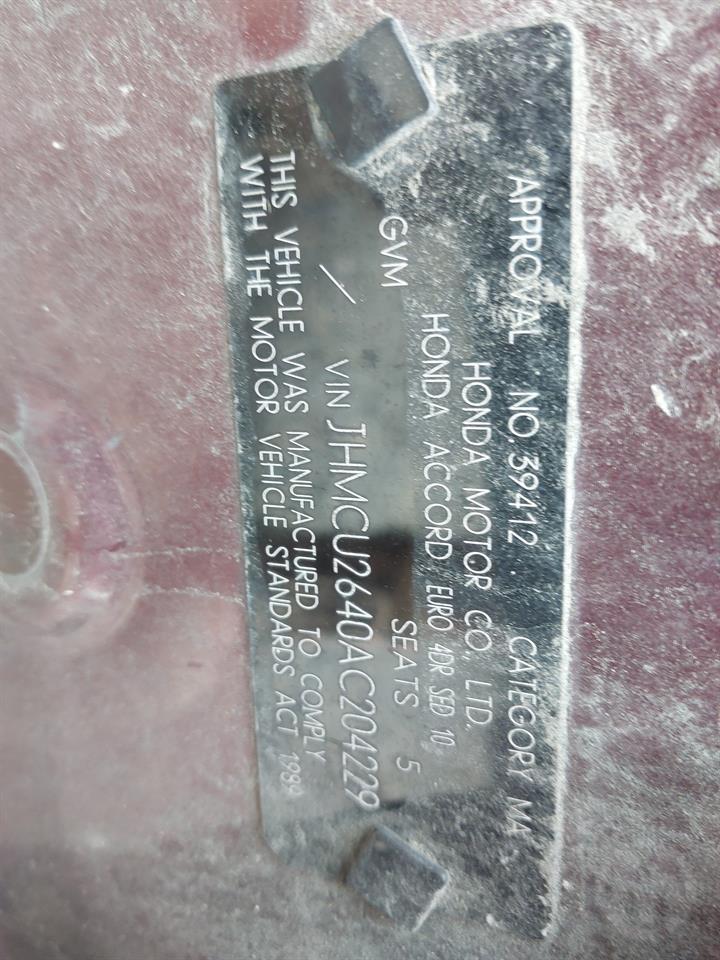 APPROVAL NO. 39412 . CATEGORY MA
HONDA MOTOR CO., LTD.
HONDA ACCORD EURO 4DR SED 10
GVM SEATS 5
/ VIN JHMCU2640AC204229
THIS VEHICLE WAS MANUFACTURED TO COMPLY
WITH THE MOTOR VEHICLE STANDARDS ACT 1989